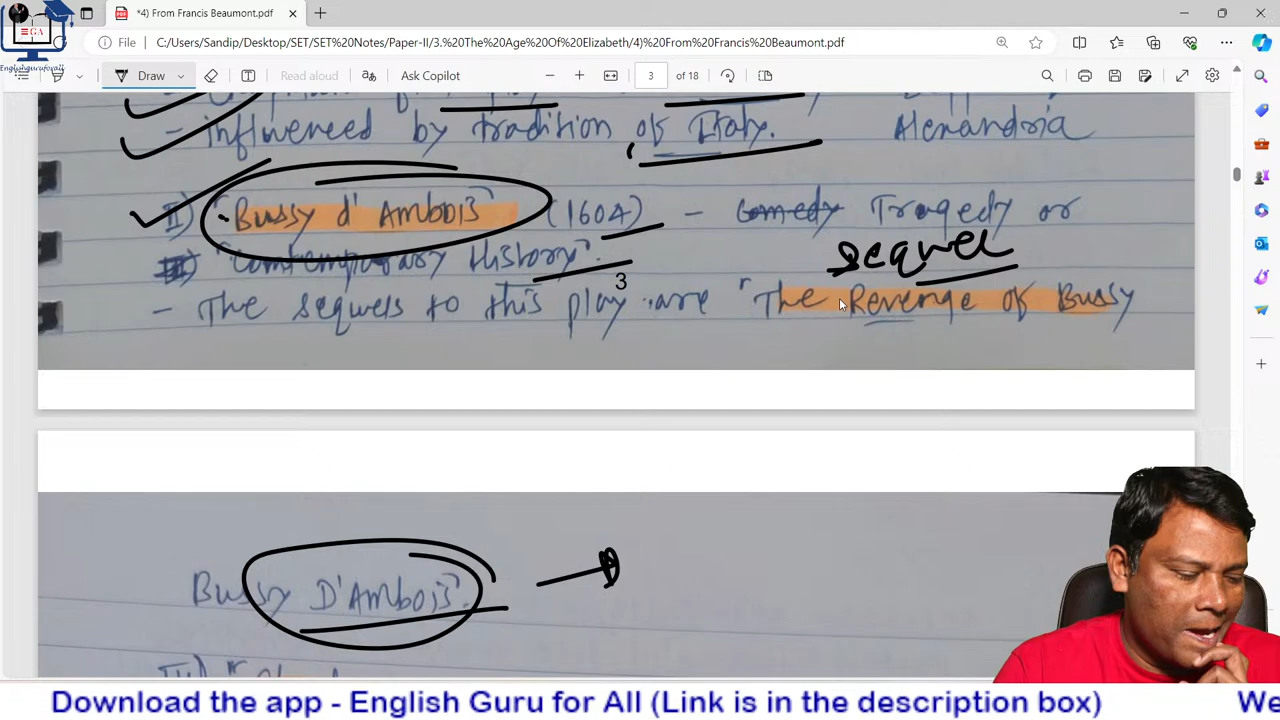 EGA
Englishguruforall
*4) From Francis Beaumont.pdf
File
C:/Users/Sandip/Desktop/SET/SET%20Notes/Paper-II/3.%20The%20Age%20Of%20Elizabeth/4)%20From%20Francis%20Beaumont.pdf
Draw
Read aloud
Ask Copilot
3 of 18
- influenced by tradition of Italy. Alexandria
II) "Bussy d' Ambois" (1604) - Comedy Tragedy or
"Contemporary History".
sequel
3
- The sequels to this play are "The Revenge of Bussy
Bussy D'Ambois".
Download the app - English Guru for All (Link is in the description box)
We